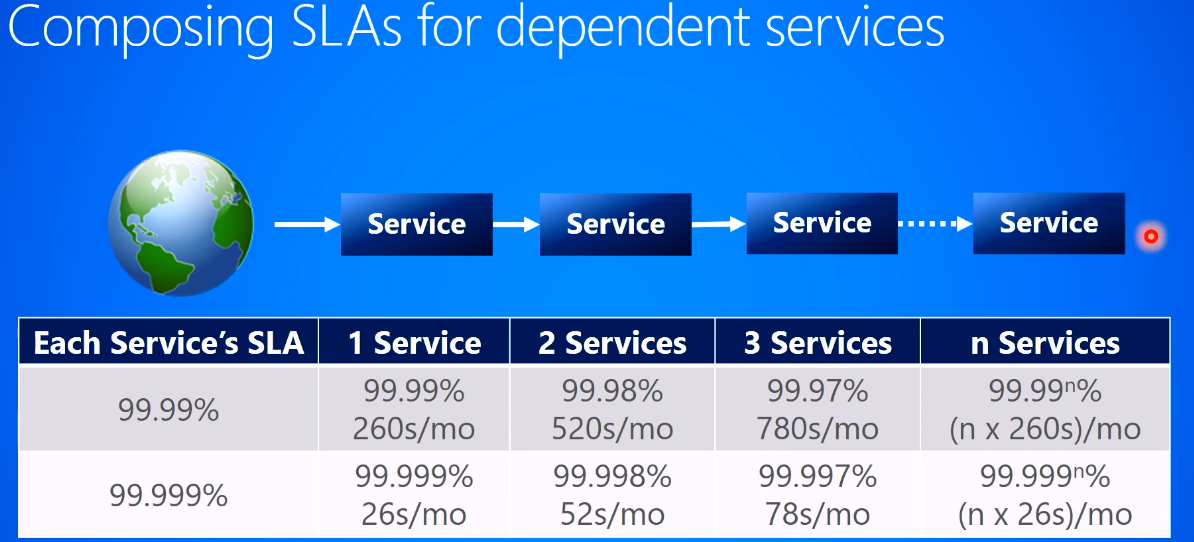 Composing SLAs for dependent services
Service
Service
Service
Service
Each Service's SLA
1 Service
2 Services
3 Services
n Services
99.99%
99.99%
260s/mo
99.98%
520s/mo
99.97%
780s/mo
99.99ⁿ%
(n x 260s)/mo
99.999%
99.999%
26s/mo
99.998%
52s/mo
99.997%
78s/mo
99.999ⁿ%
(n x 26s)/mo